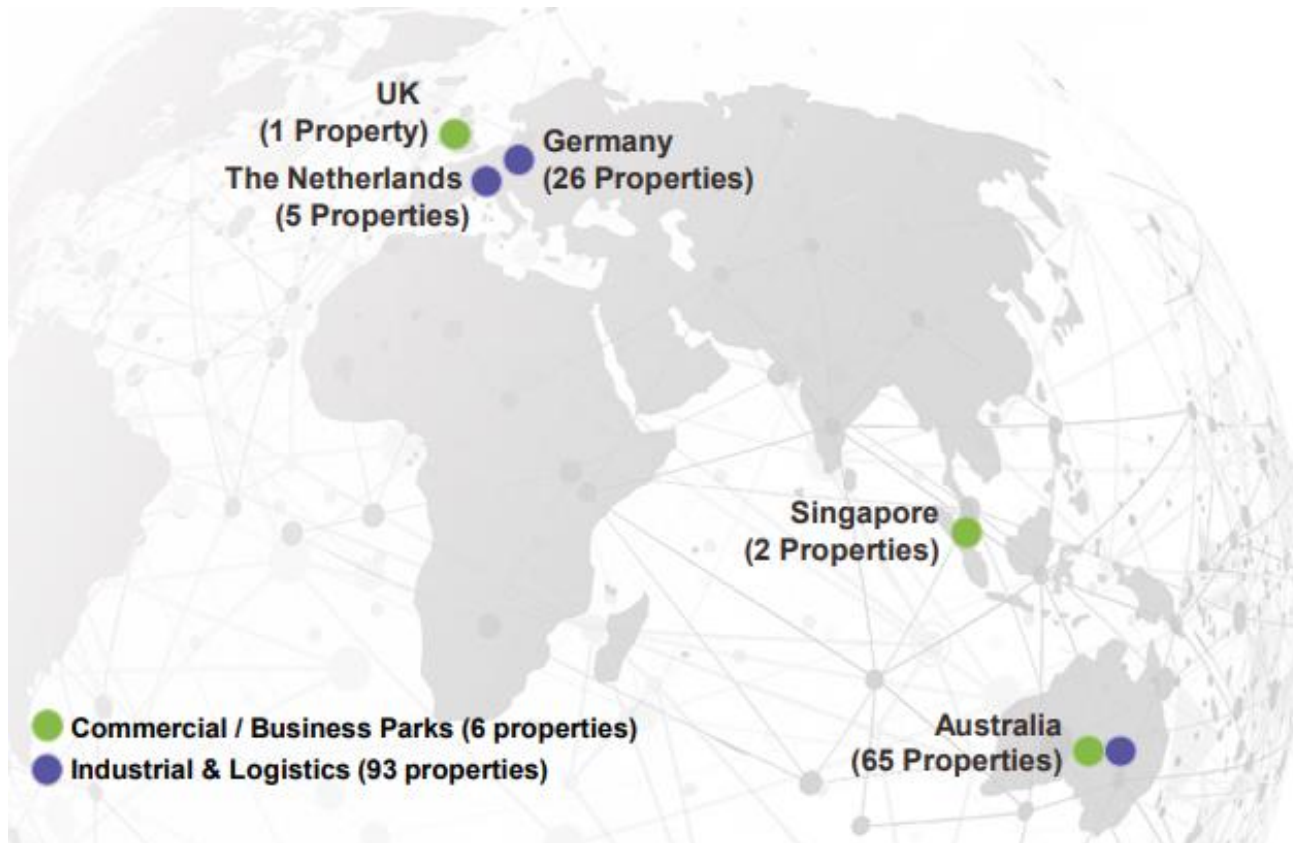 UK
(1 Property)
Germany
(26 Properties)
The Netherlands
(5 Properties)
Singapore
(2 Properties)
Australia
(65 Properties)
Commercial / Business Parks (6 properties)
Industrial & Logistics (93 properties)